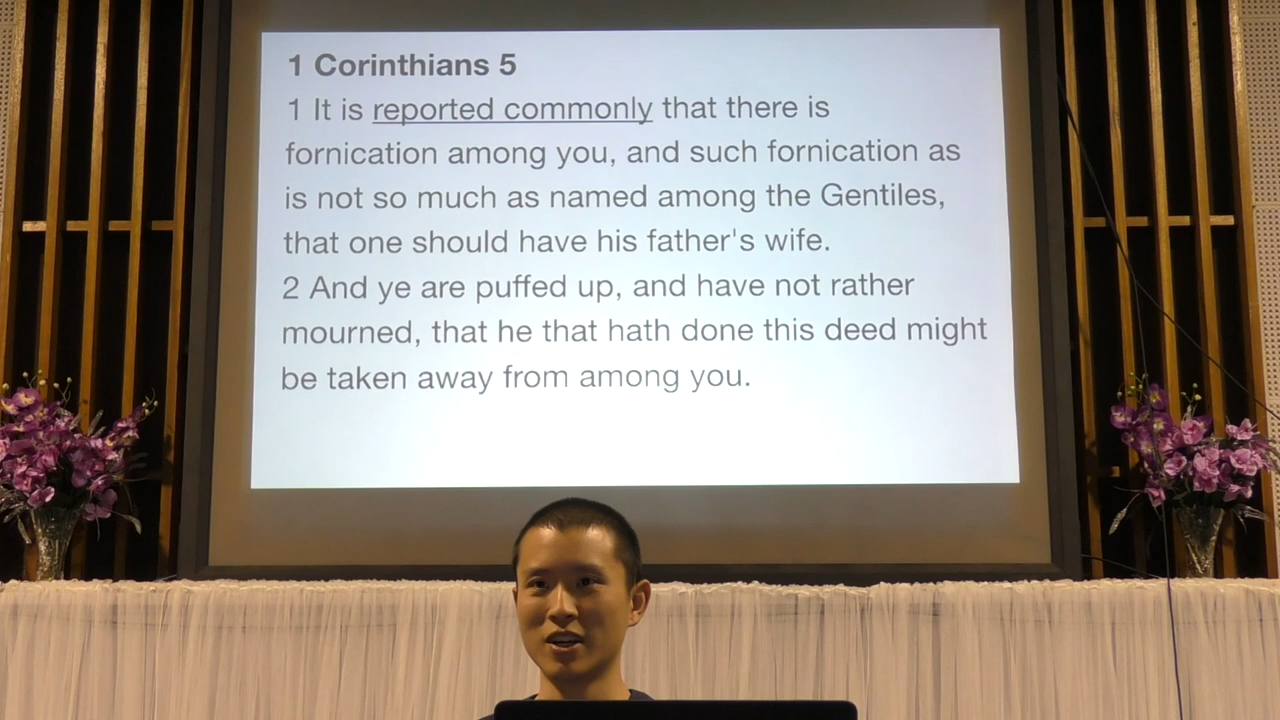 1 Corinthians 5
1 It is reported commonly that there is
fornication among you, and such fornication as
is not so much as named among the Gentiles,
that one should have his father's wife.
2 And ye are puffed up, and have not rather
mourned, that he that hath done this deed might
be taken away from among you.